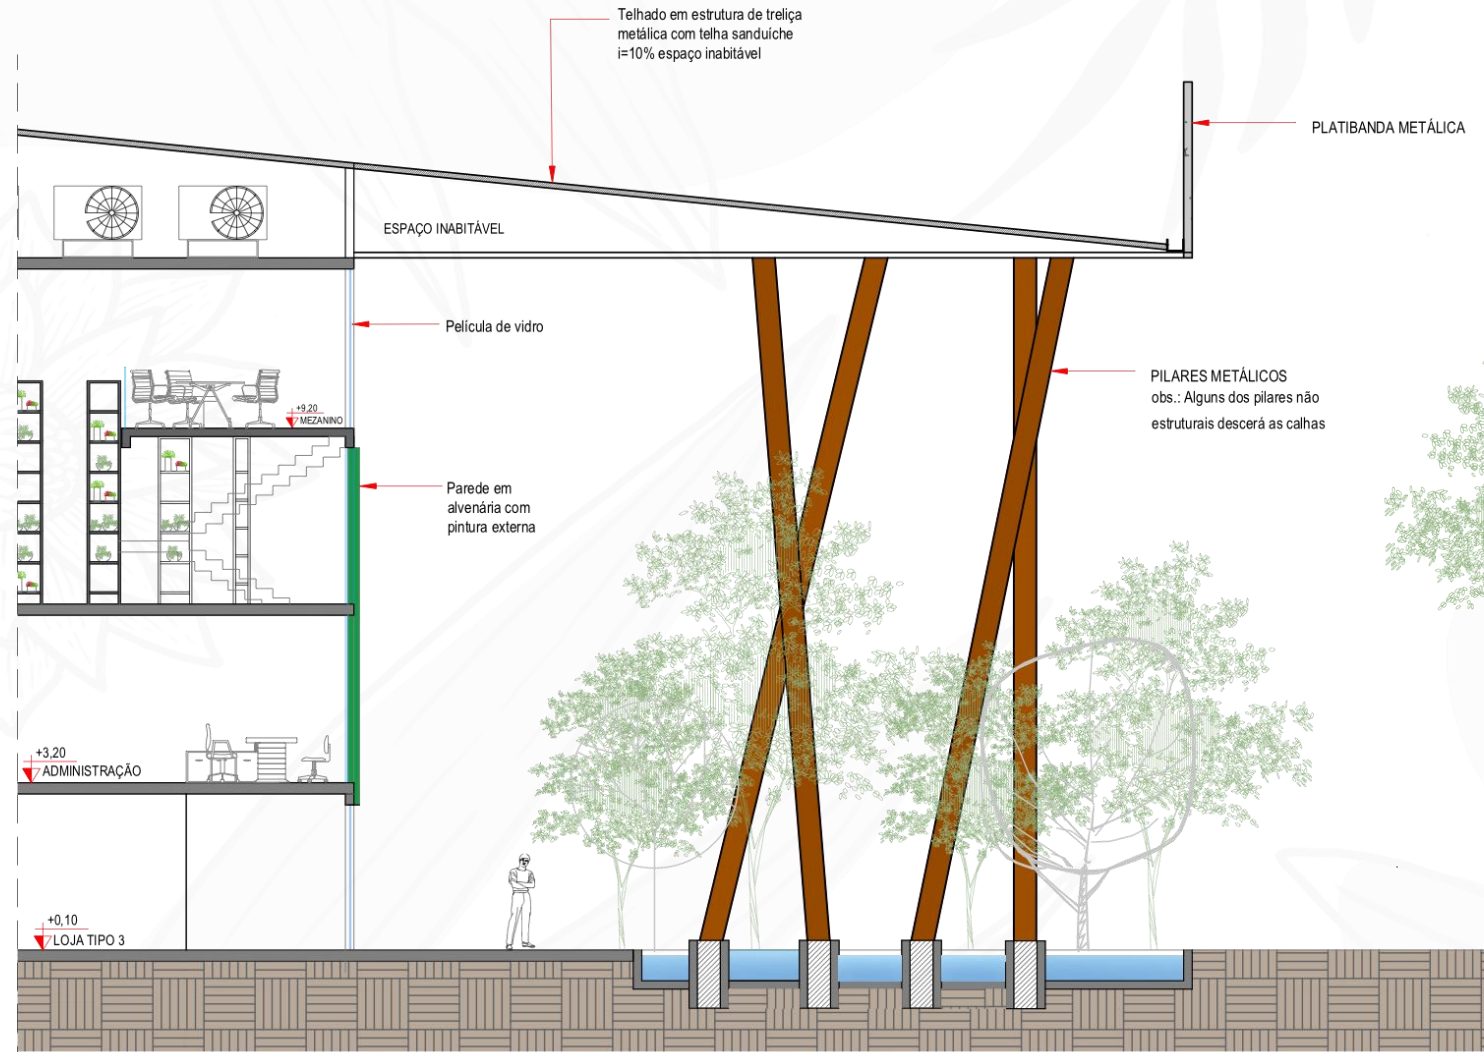 Telhado em estrutura de treliça
metálica com telha sanduíche
i=10% espaço inabitável
PLATIBANDA METÁLICA
ESPAÇO INABITÁVEL
Película de vidro
PILARES METÁLICOS
obs.: Alguns dos pilares não
estruturais descerá as calhas
+9,20
MEZANINO
Parede em
alvenária com
pintura externa
+3,20
ADMINISTRAÇÃO
+0,10
LOJA TIPO 3